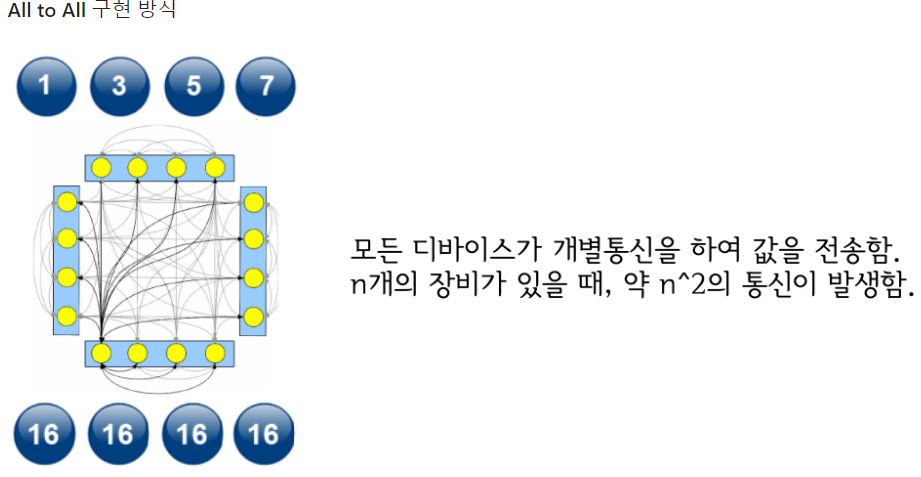 All to All 구현 방식
1 3 5 7
모든 디바이스가 개별통신을 하여 값을 전송함.
n개의 장비가 있을 때, 약 n^2의 통신이 발생함.
16 16 16 16